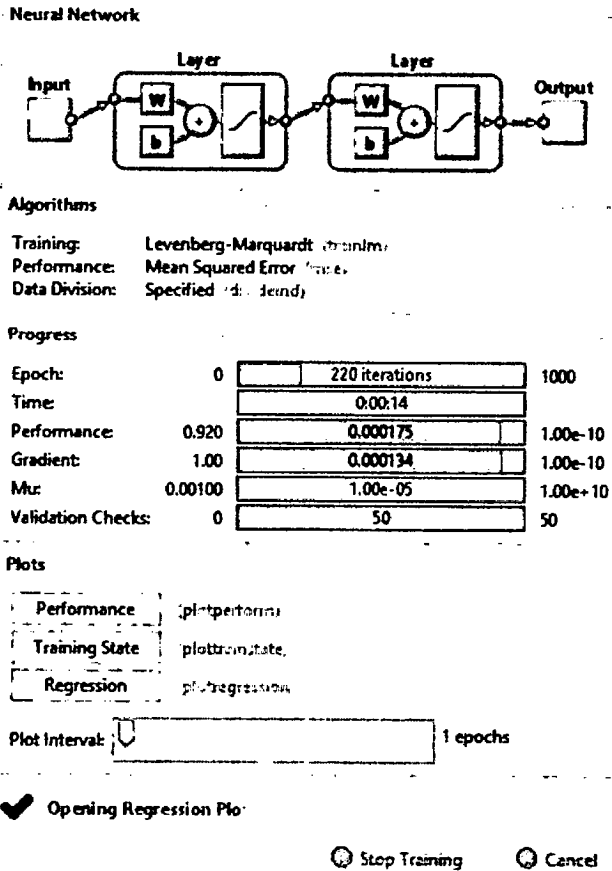 Neural Network
Layer
Layer
Input
Output
W
W
+
+
b
b
Algorithms
Training: Levenberg-Marquardt
Performance: Mean Squared Error
Data Division: Specified
Progress
Epoch: 0 220 iterations 1000
Time: 0:00:14
Performance: 0.920 0.000175 1.00e-10
Gradient: 1.00 0.000134 1.00e-10
Mu: 0.00100 1.00e-05 1.00e+10
Validation Checks: 0 50 50
Plots
Performance
Training State
Regression
Plot Interval: 1 epochs
Opening Regression Plo
Stop Training Cancel